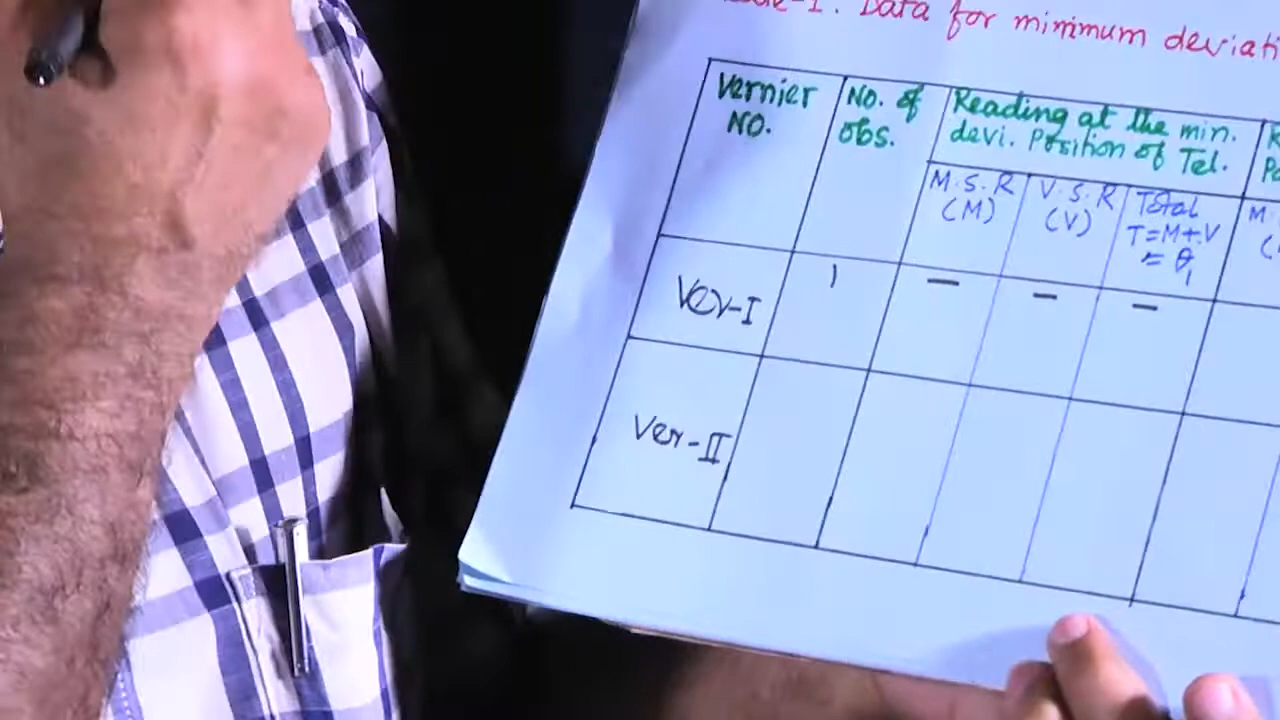 Data for minimum
Vernier
NO.
NO. of
obs.
Reading at the min.
devi. Position of Tel.
M.S.R
(M)
V.S.R
(V)
Total
T=M+V
= θ1
M.
Ver-I
1
—
—
—
Ver-II